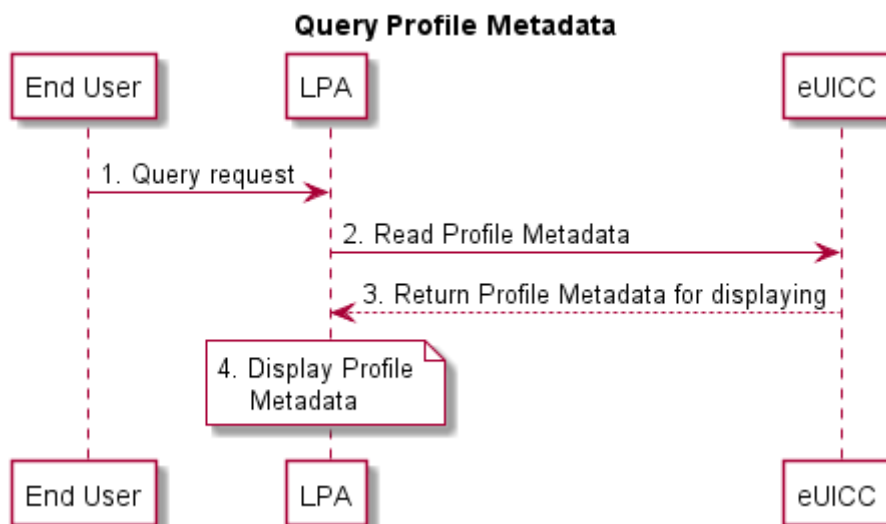 Query Profile Metadata
End User
LPA
eUICC
1. Query request
2. Read Profile Metadata
3. Return Profile Metadata for displaying
4. Display Profile
Metadata
End User
LPA
eUICC